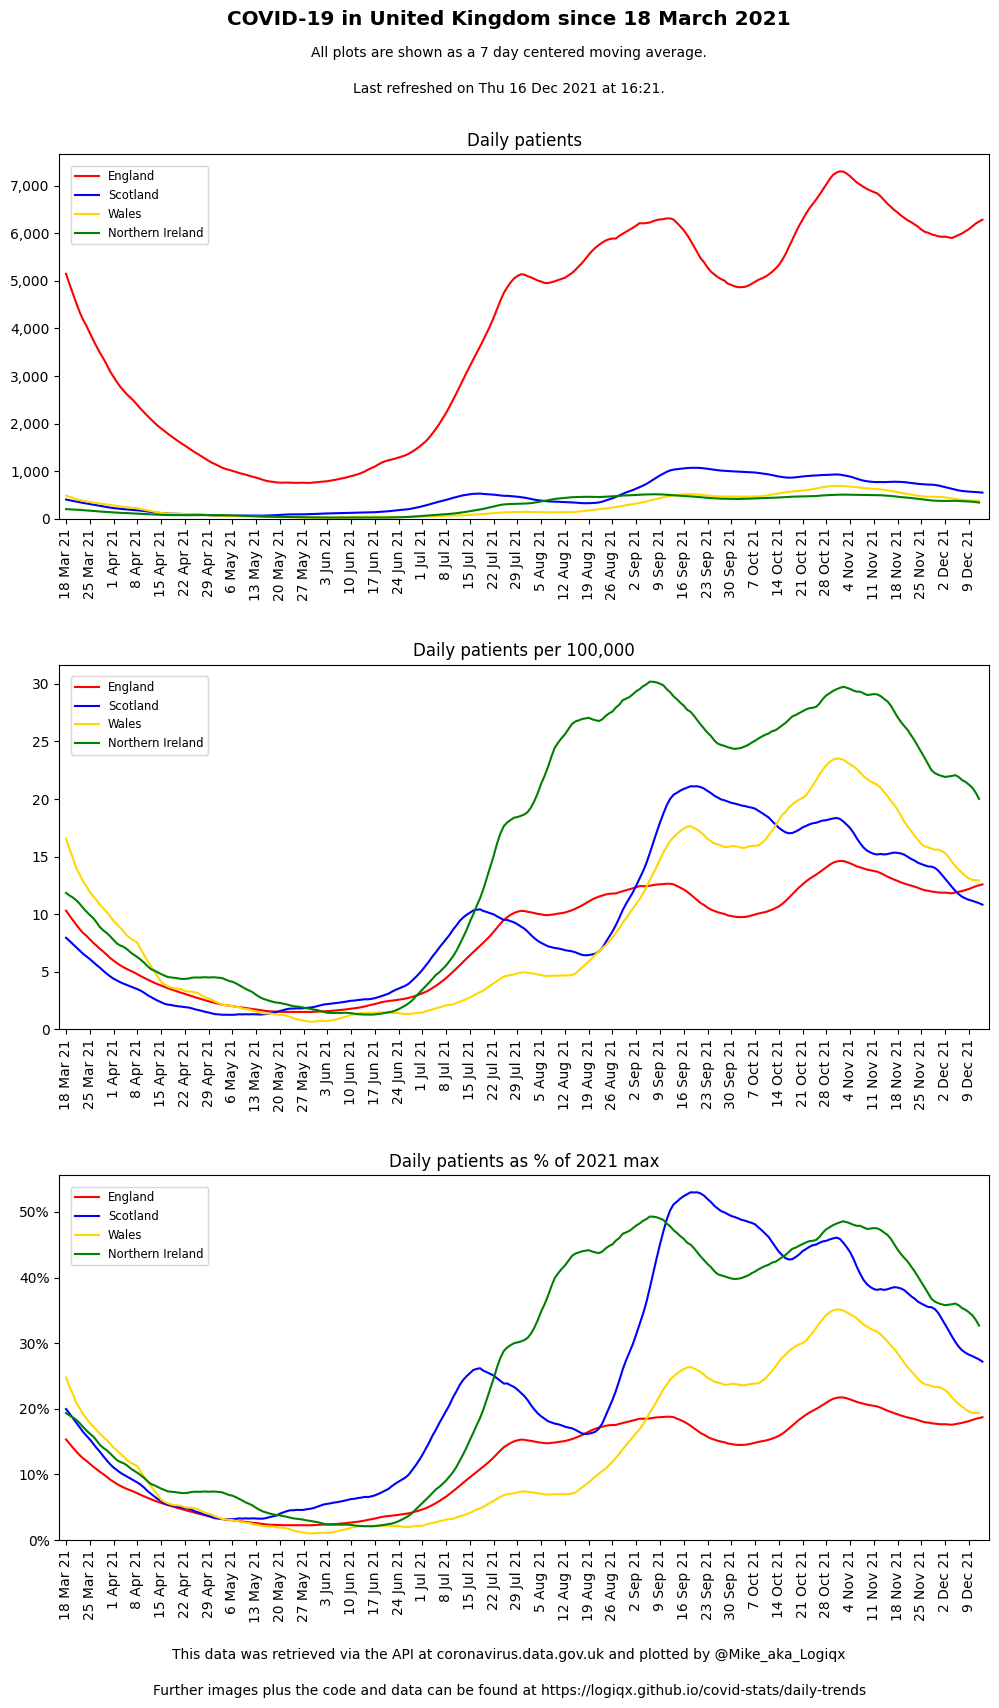 COVID-19 in United Kingdom since 18 March 2021
All plots are shown as a 7 day centered moving average.
Last refreshed on Thu 16 Dec 2021 at 16:21.
Daily patients
England
Scotland
Wales
Northern Ireland
7,000
6,000
5,000
4,000
3,000
2,000
1,000
0
18 Mar 21
25 Mar 21
1 Apr 21
8 Apr 21
15 Apr 21
22 Apr 21
29 Apr 21
6 May 21
13 May 21
20 May 21
27 May 21
3 Jun 21
10 Jun 21
17 Jun 21
24 Jun 21
1 Jul 21
8 Jul 21
15 Jul 21
22 Jul 21
29 Jul 21
5 Aug 21
12 Aug 21
19 Aug 21
26 Aug 21
2 Sep 21
9 Sep 21
16 Sep 21
23 Sep 21
30 Sep 21
7 Oct 21
14 Oct 21
21 Oct 21
28 Oct 21
4 Nov 21
11 Nov 21
18 Nov 21
25 Nov 21
2 Dec 21
9 Dec 21
Daily patients per 100,000
England
Scotland
Wales
Northern Ireland
30
25
20
15
10
5
0
18 Mar 21
25 Mar 21
1 Apr 21
8 Apr 21
15 Apr 21
22 Apr 21
29 Apr 21
6 May 21
13 May 21
20 May 21
27 May 21
3 Jun 21
10 Jun 21
17 Jun 21
24 Jun 21
1 Jul 21
8 Jul 21
15 Jul 21
22 Jul 21
29 Jul 21
5 Aug 21
12 Aug 21
19 Aug 21
26 Aug 21
2 Sep 21
9 Sep 21
16 Sep 21
23 Sep 21
30 Sep 21
7 Oct 21
14 Oct 21
21 Oct 21
28 Oct 21
4 Nov 21
11 Nov 21
18 Nov 21
25 Nov 21
2 Dec 21
9 Dec 21
Daily patients as % of 2021 max
England
Scotland
Wales
Northern Ireland
50%
40%
30%
20%
10%
0%
18 Mar 21
25 Mar 21
1 Apr 21
8 Apr 21
15 Apr 21
22 Apr 21
29 Apr 21
6 May 21
13 May 21
20 May 21
27 May 21
3 Jun 21
10 Jun 21
17 Jun 21
24 Jun 21
1 Jul 21
8 Jul 21
15 Jul 21
22 Jul 21
29 Jul 21
5 Aug 21
12 Aug 21
19 Aug 21
26 Aug 21
2 Sep 21
9 Sep 21
16 Sep 21
23 Sep 21
30 Sep 21
7 Oct 21
14 Oct 21
21 Oct 21
28 Oct 21
4 Nov 21
11 Nov 21
18 Nov 21
25 Nov 21
2 Dec 21
9 Dec 21
This data was retrieved via the API at coronavirus.data.gov.uk and plotted by @Mike_aka_Logiqx
Further images plus the code and data can be found at https://logiqx.github.io/covid-stats/daily-trends